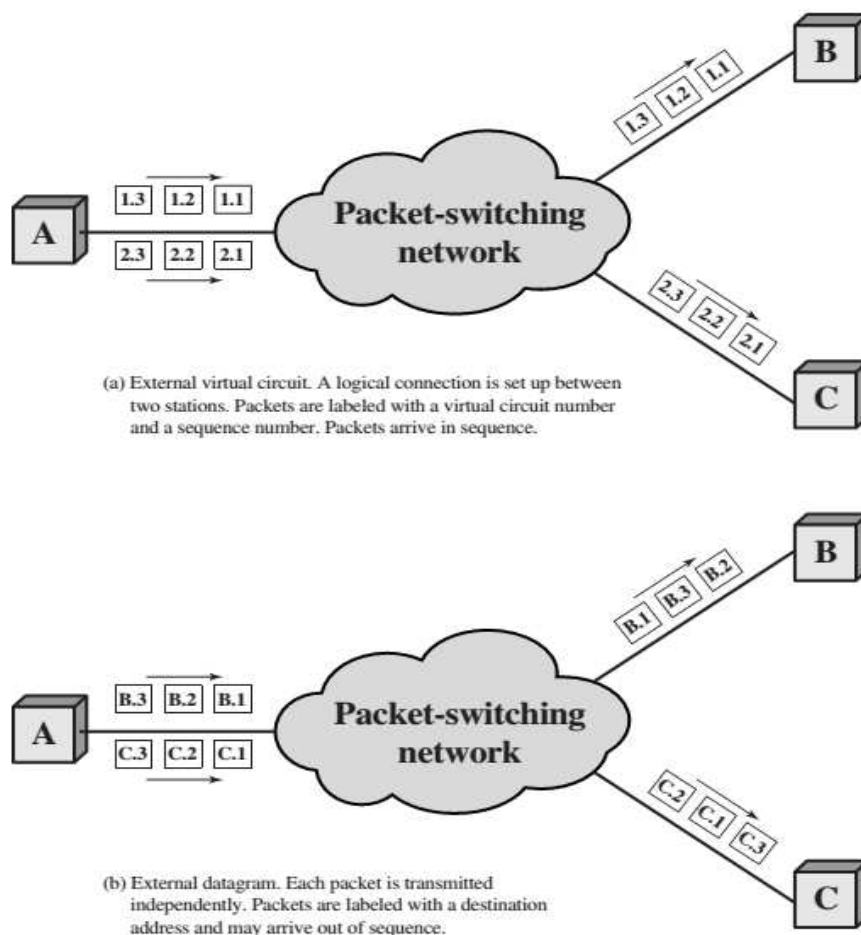 B
1.3 1.2 1.1
1.3 1.2 1.1
A
Packet-switching
network
2.3 2.2 2.1
2.3 2.2 2.1
C
(a) External virtual circuit. A logical connection is set up between
two stations. Packets are labeled with a virtual circuit number
and a sequence number. Packets arrive in sequence.
B
B.1 B.3 B.2
B.3 B.2 B.1
A
Packet-switching
network
C.3 C.2 C.1
C.2 C.1 C.3
C
(b) External datagram. Each packet is transmitted
independently. Packets are labeled with a destination
address and may arrive out of sequence.